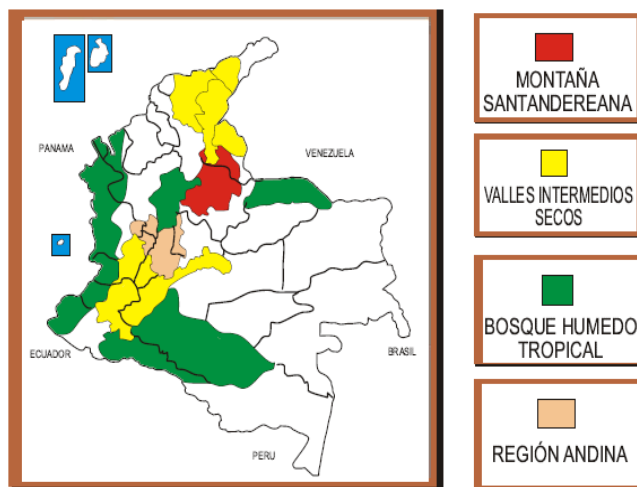 PANAMA
VENEZUELA
ECUADOR
BRASIL
PERU
MONTAÑA
SANTANDEREANA
VALLES INTERMEDIOS
SECOS
BOSQUE HUMEDO
TROPICAL
REGIÓN ANDINA